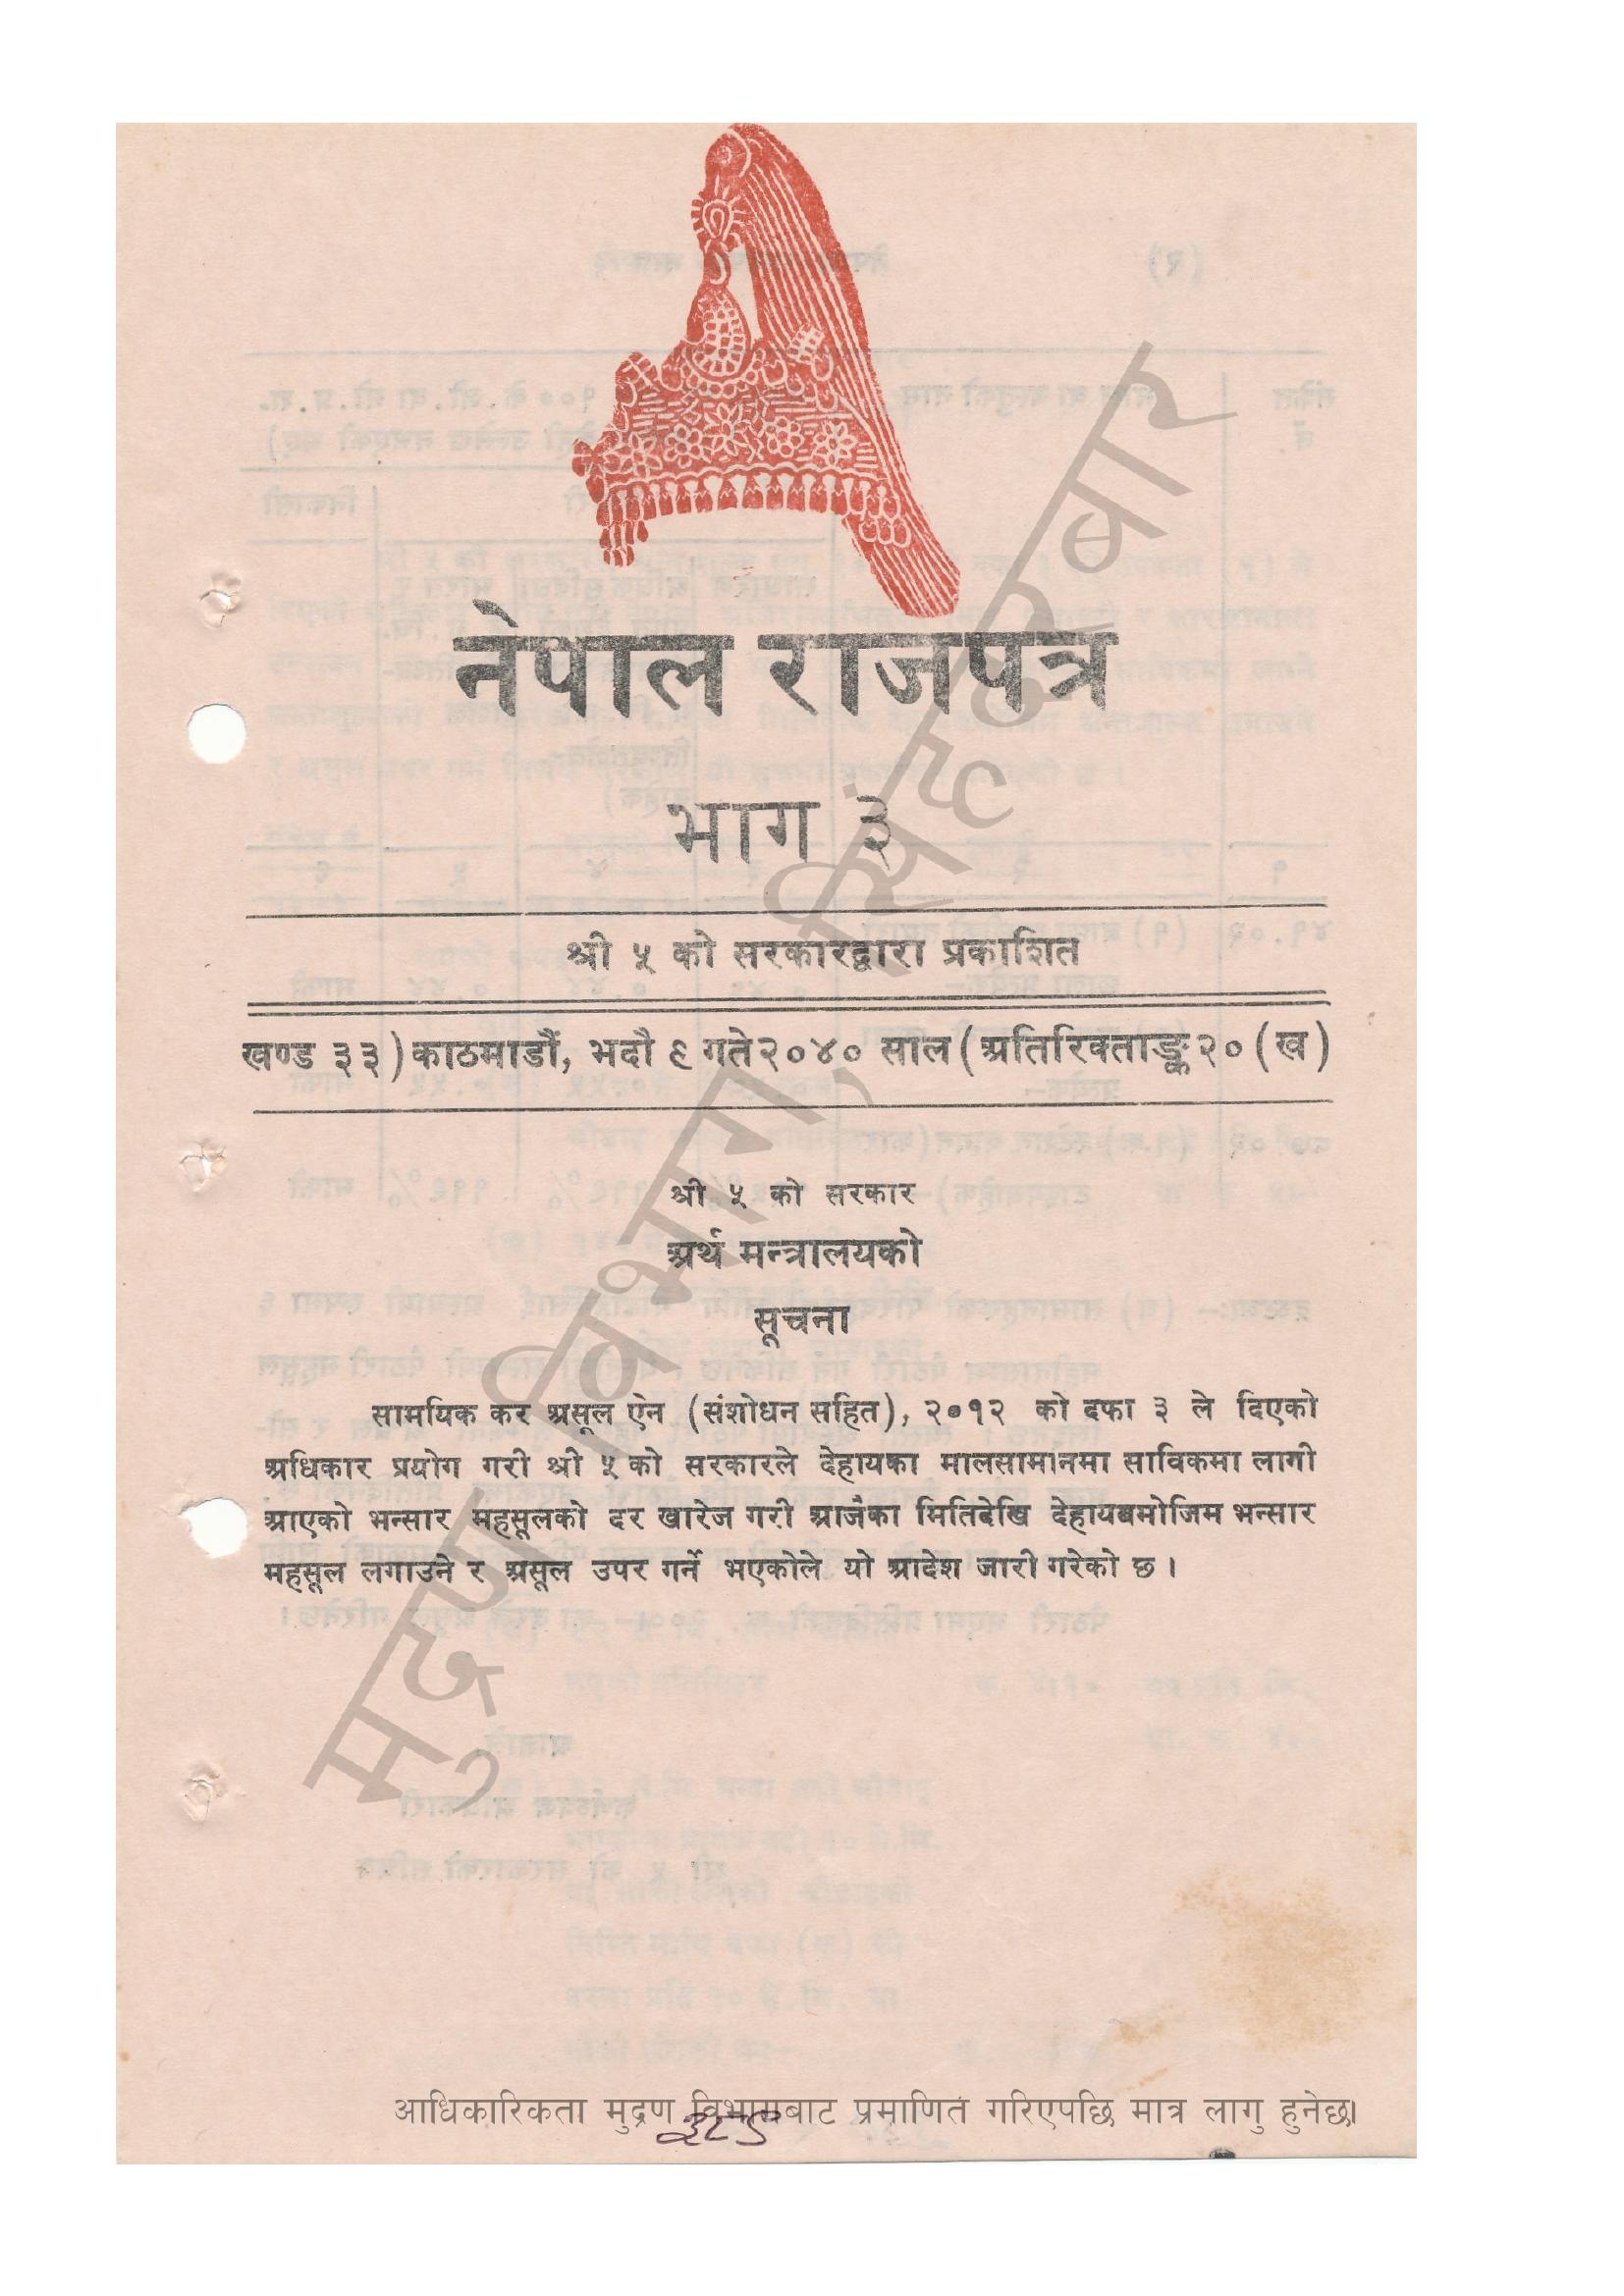 नेपाल राजपत्र
भाग ३
श्री ५ को सरकारद्वारा प्रकाशित
खण्ड ३३) काठमाडौं, भदौ ९ गते २०४० साल (अतिरिक्ताङ्क २० (ख)
श्री ५ को सरकार
अर्थ मन्त्रालयको
सूचना
सामयिक कर असूल ऐन (संशोधन सहित), २०१२ को दफा ३ ले दिएको
अधिकार प्रयोग गरी श्री ५ को सरकारले देहायका मालसामानमा साविकमा लागी
आएको भन्सार महसूलको दर खारेज गरी आजैका मितिदेखि देहायबमोजिम भन्सार
महसूल लगाउने र असूल उपर गर्ने भएकोले यो आदेश जारी गरेको छ ।
मुद्रण विभाग, सिंहदरबार
आधिकारिकता मुद्रण विभागबाट प्रमाणित गरिएपछि मात्र लागु हुनेछ।